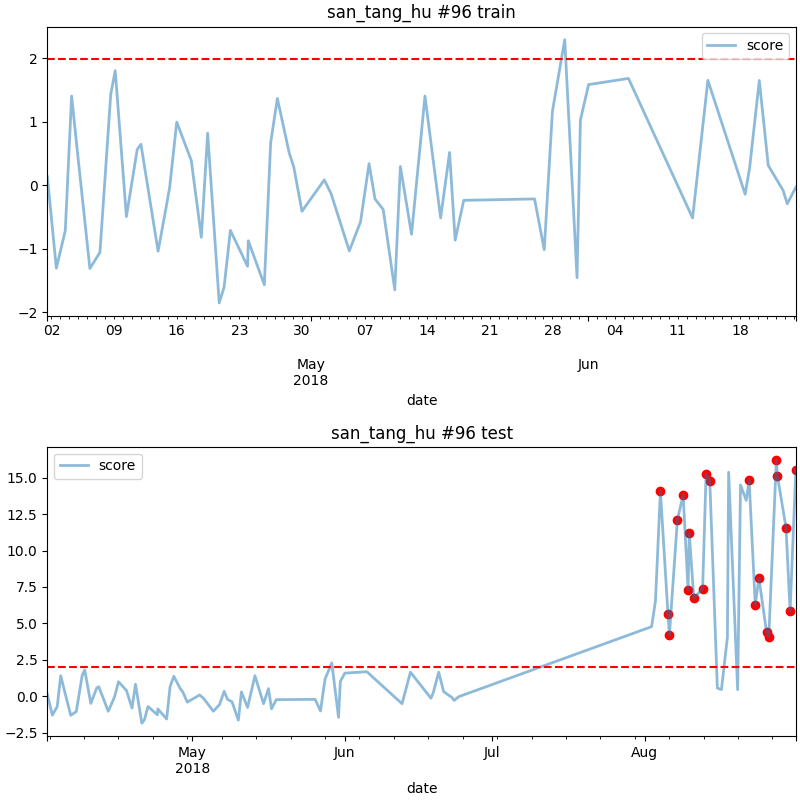 san_tang_hu #96 train
score
2
1
0
−1
−2
02 09 16 23 30 07 14 21 28 04 11 18
May Jun
2018
date
san_tang_hu #96 test
score
15.0
12.5
10.0
7.5
5.0
2.5
0.0
−2.5
May Jun Jul Aug
2018
date